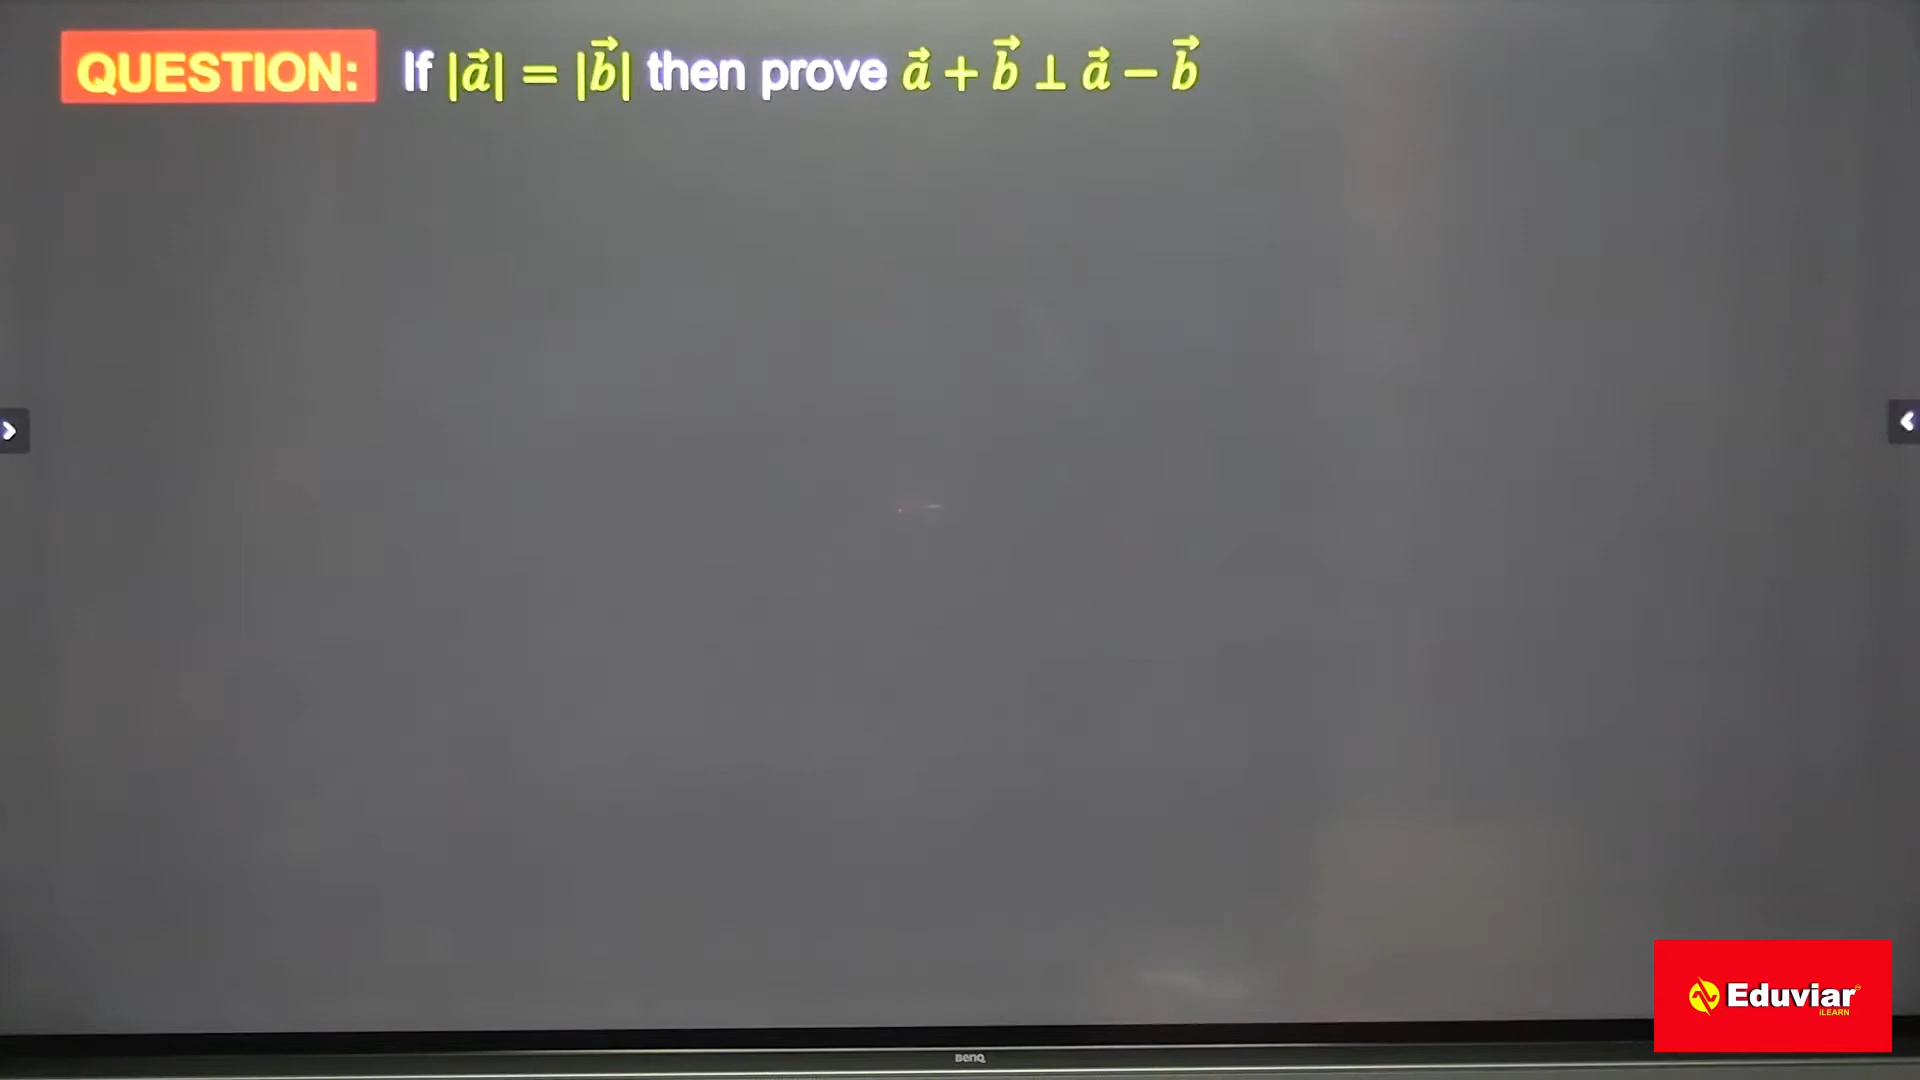 QUESTION: If |a⃗| = |b⃗| then prove a⃗ + b⃗ ⊥ a⃗ − b⃗
Eduviar
iLEARN
BenQ